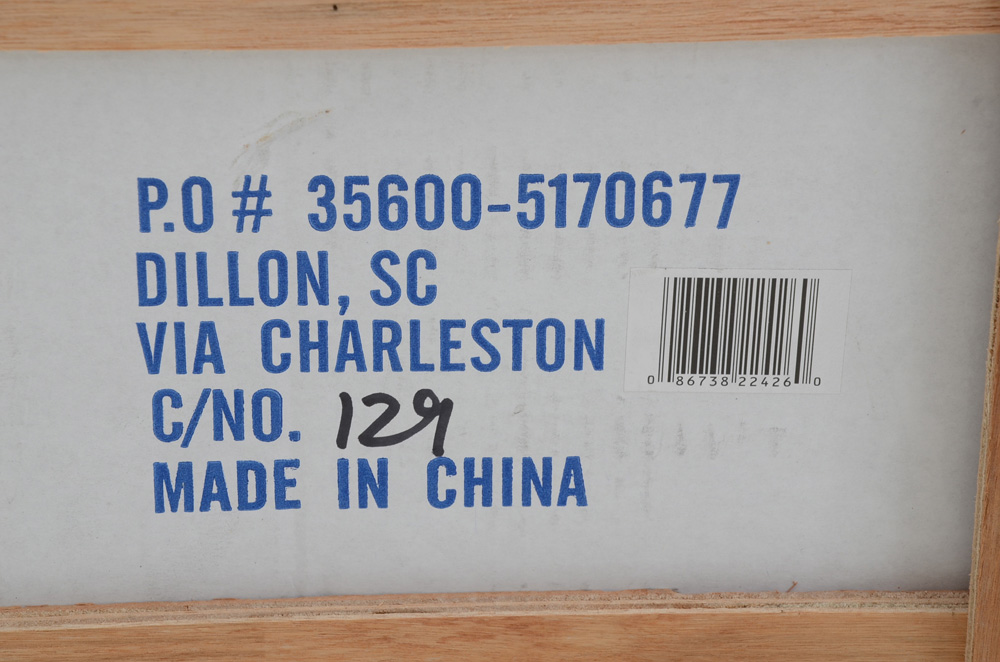 P.O # 35600-5170677
DILLON, SC
VIA CHARLESTON
C/NO. 129
MADE IN CHINA
0 86738 22426 0